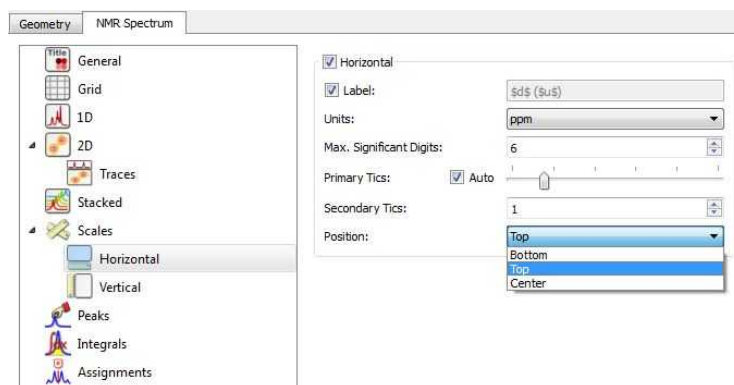 Geometry NMR Spectrum
Title General
Grid
1D
2D
Traces
Stacked
Scales
Horizontal
Vertical
Peaks
Integrals
Assignments
Horizontal
Label: $d$ ($u$)
Units: ppm
Max. Significant Digits: 6
Primary Tics: Auto
Secondary Tics: 1
Position: Top
Bottom
Top
Center